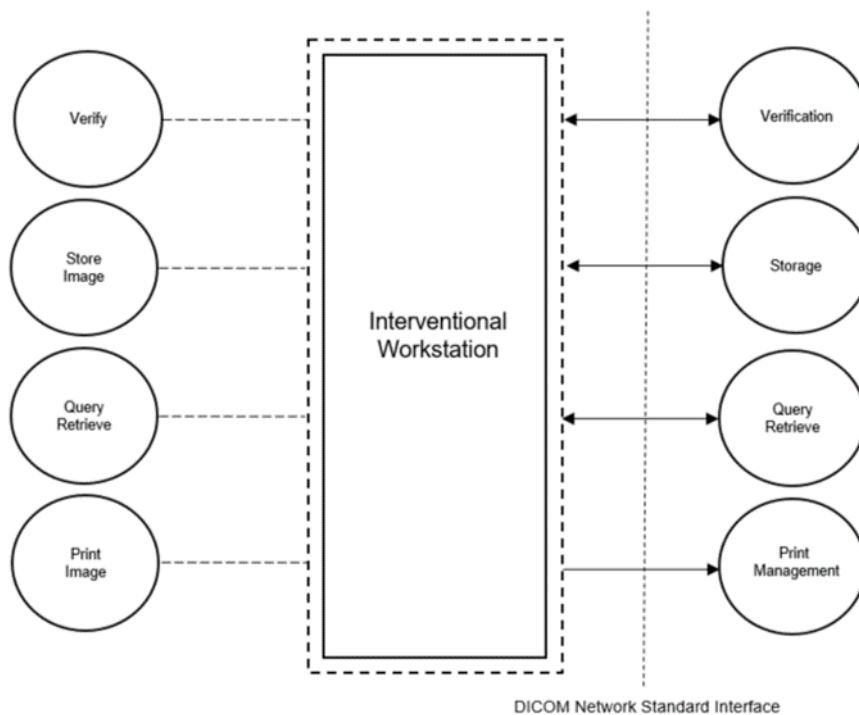 Verify
Store
Image
Query
Retrieve
Print
Image
Interventional
Workstation
Verification
Storage
Query
Retrieve
Print
Management
DICOM Network Standard Interface